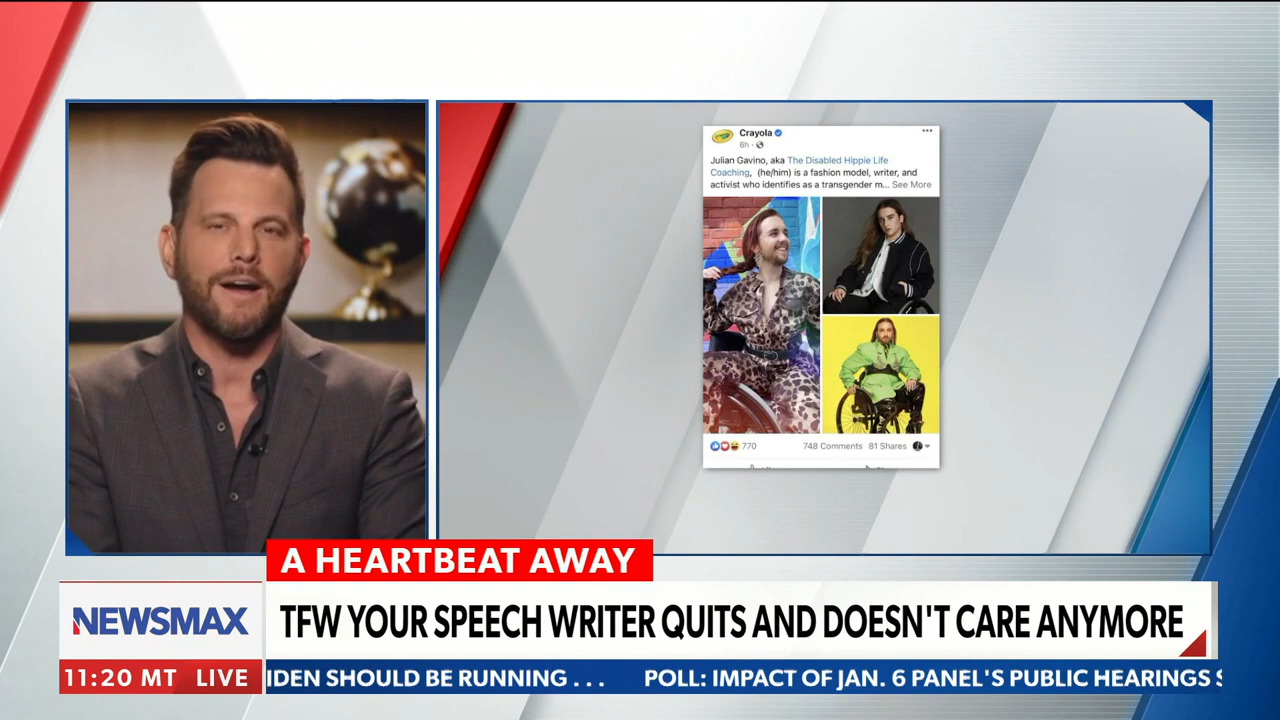 Crayola
6h ·
Julian Gavino, aka The Disabled Hippie Life
Coaching, (he/him) is a fashion model, writer, and
activist who identifies as a transgender m... See More
770 748 Comments 81 Shares
A HEARTBEAT AWAY
NEWSMAX
TFW YOUR SPEECH WRITER QUITS AND DOESN'T CARE ANYMORE
11:20 MT LIVE
IDEN SHOULD BE RUNNING . . . POLL: IMPACT OF JAN. 6 PANEL'S PUBLIC HEARINGS